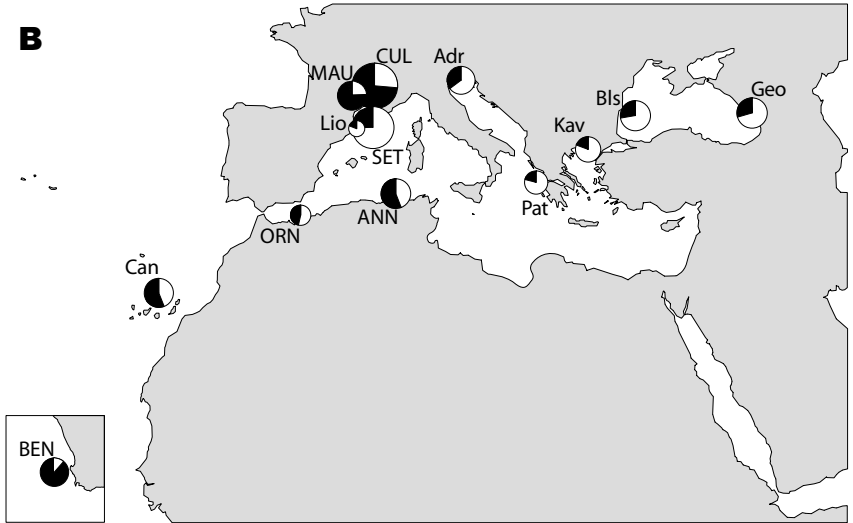 B
CUL
Adr
MAU
Geo
Bls
Lio
Kav
SET
Pat
ANN
ORN
Can
BEN